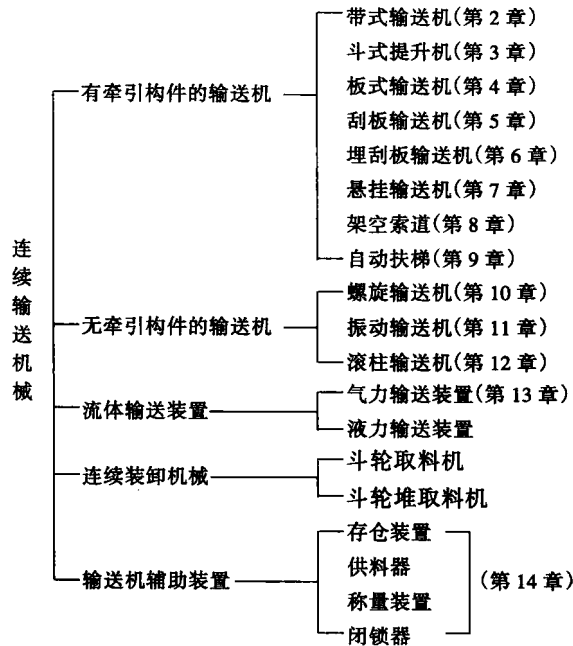 连续输送机械
有牵引构件的输送机
带式输送机(第2章)
斗式提升机(第3章)
板式输送机(第4章)
刮板输送机(第5章)
埋刮板输送机(第6章)
悬挂输送机(第7章)
架空索道(第8章)
自动扶梯(第9章)
无牵引构件的输送机
螺旋输送机(第10章)
振动输送机(第11章)
滚柱输送机(第12章)
流体输送装置
气力输送装置(第13章)
液力输送装置
连续装卸机械
斗轮取料机
斗轮堆取料机
输送机辅助装置
存仓装置
供料器
称量装置
闭锁器
(第14章)